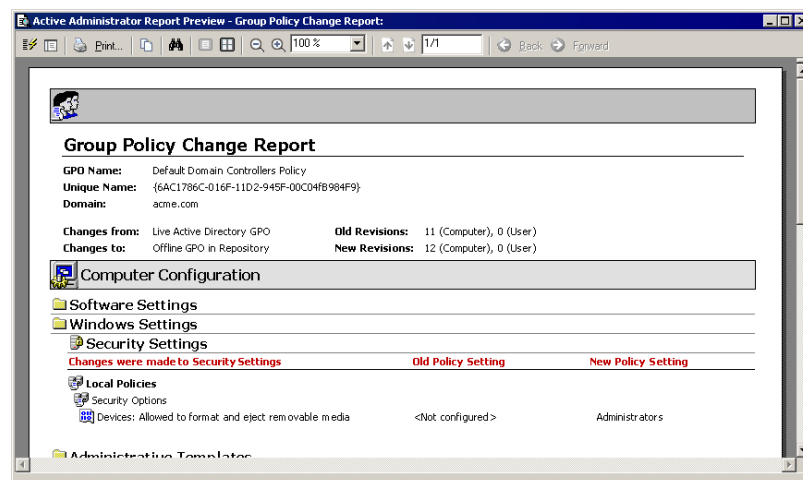 Active Administrator Report Preview - Group Policy Change Report:
Print... 100 % 1/1 Back Forward
Group Policy Change Report
GPO Name: Default Domain Controllers Policy
Unique Name: {6AC1786C-016F-11D2-945F-00C04fB984F9}
Domain: acme.com
Changes from: Live Active Directory GPO Old Revisions: 11 (Computer), 0 (User)
Changes to: Offline GPO in Repository New Revisions: 12 (Computer), 0 (User)
Computer Configuration
Software Settings
Windows Settings
Security Settings
Changes were made to Security Settings Old Policy Setting New Policy Setting
Local Policies
Security Options
Devices: Allowed to format and eject removable media <Not configured> Administrators
Administrative Templates